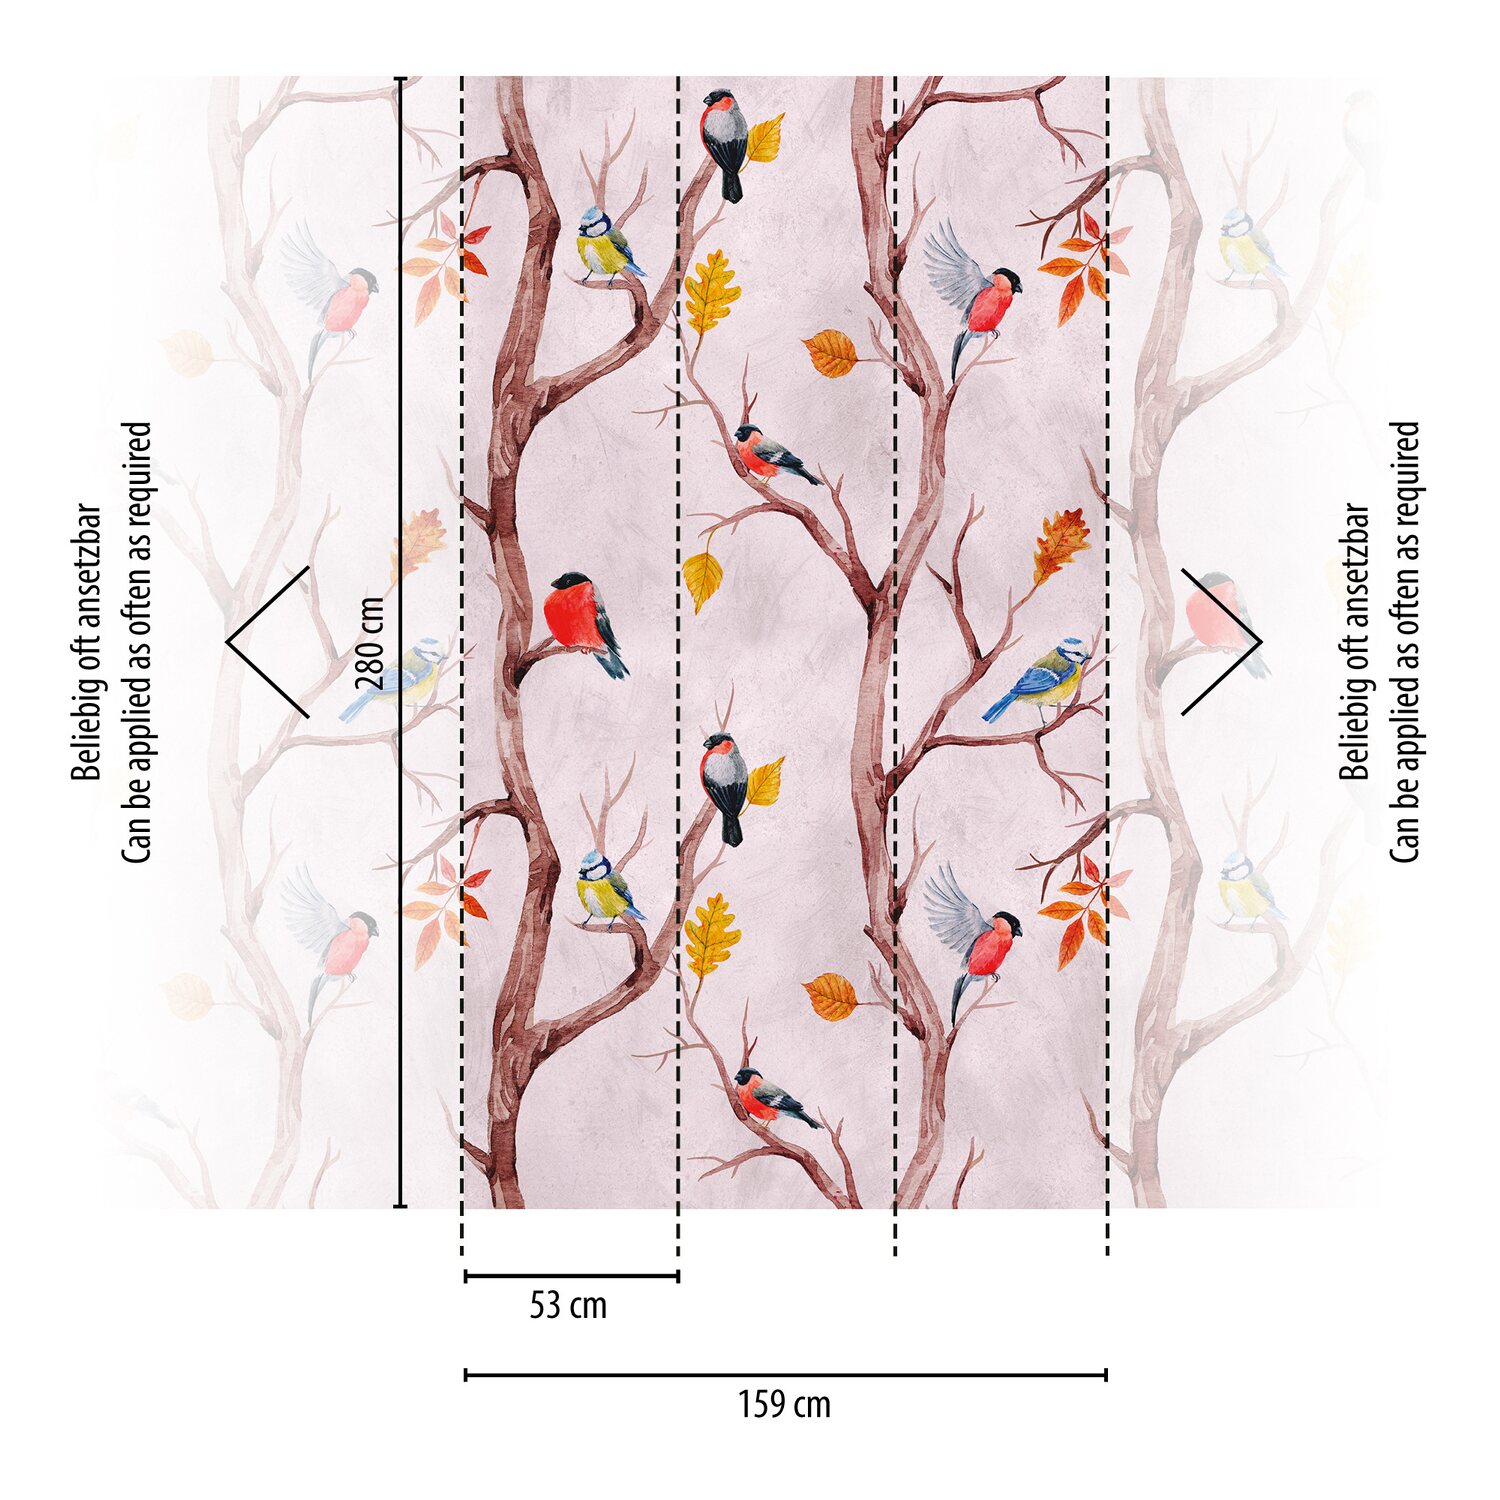 Beliebig oft ansetzbar
Can be applied as often as required
280 cm
Beliebig oft ansetzbar
Can be applied as often as required
53 cm
159 cm